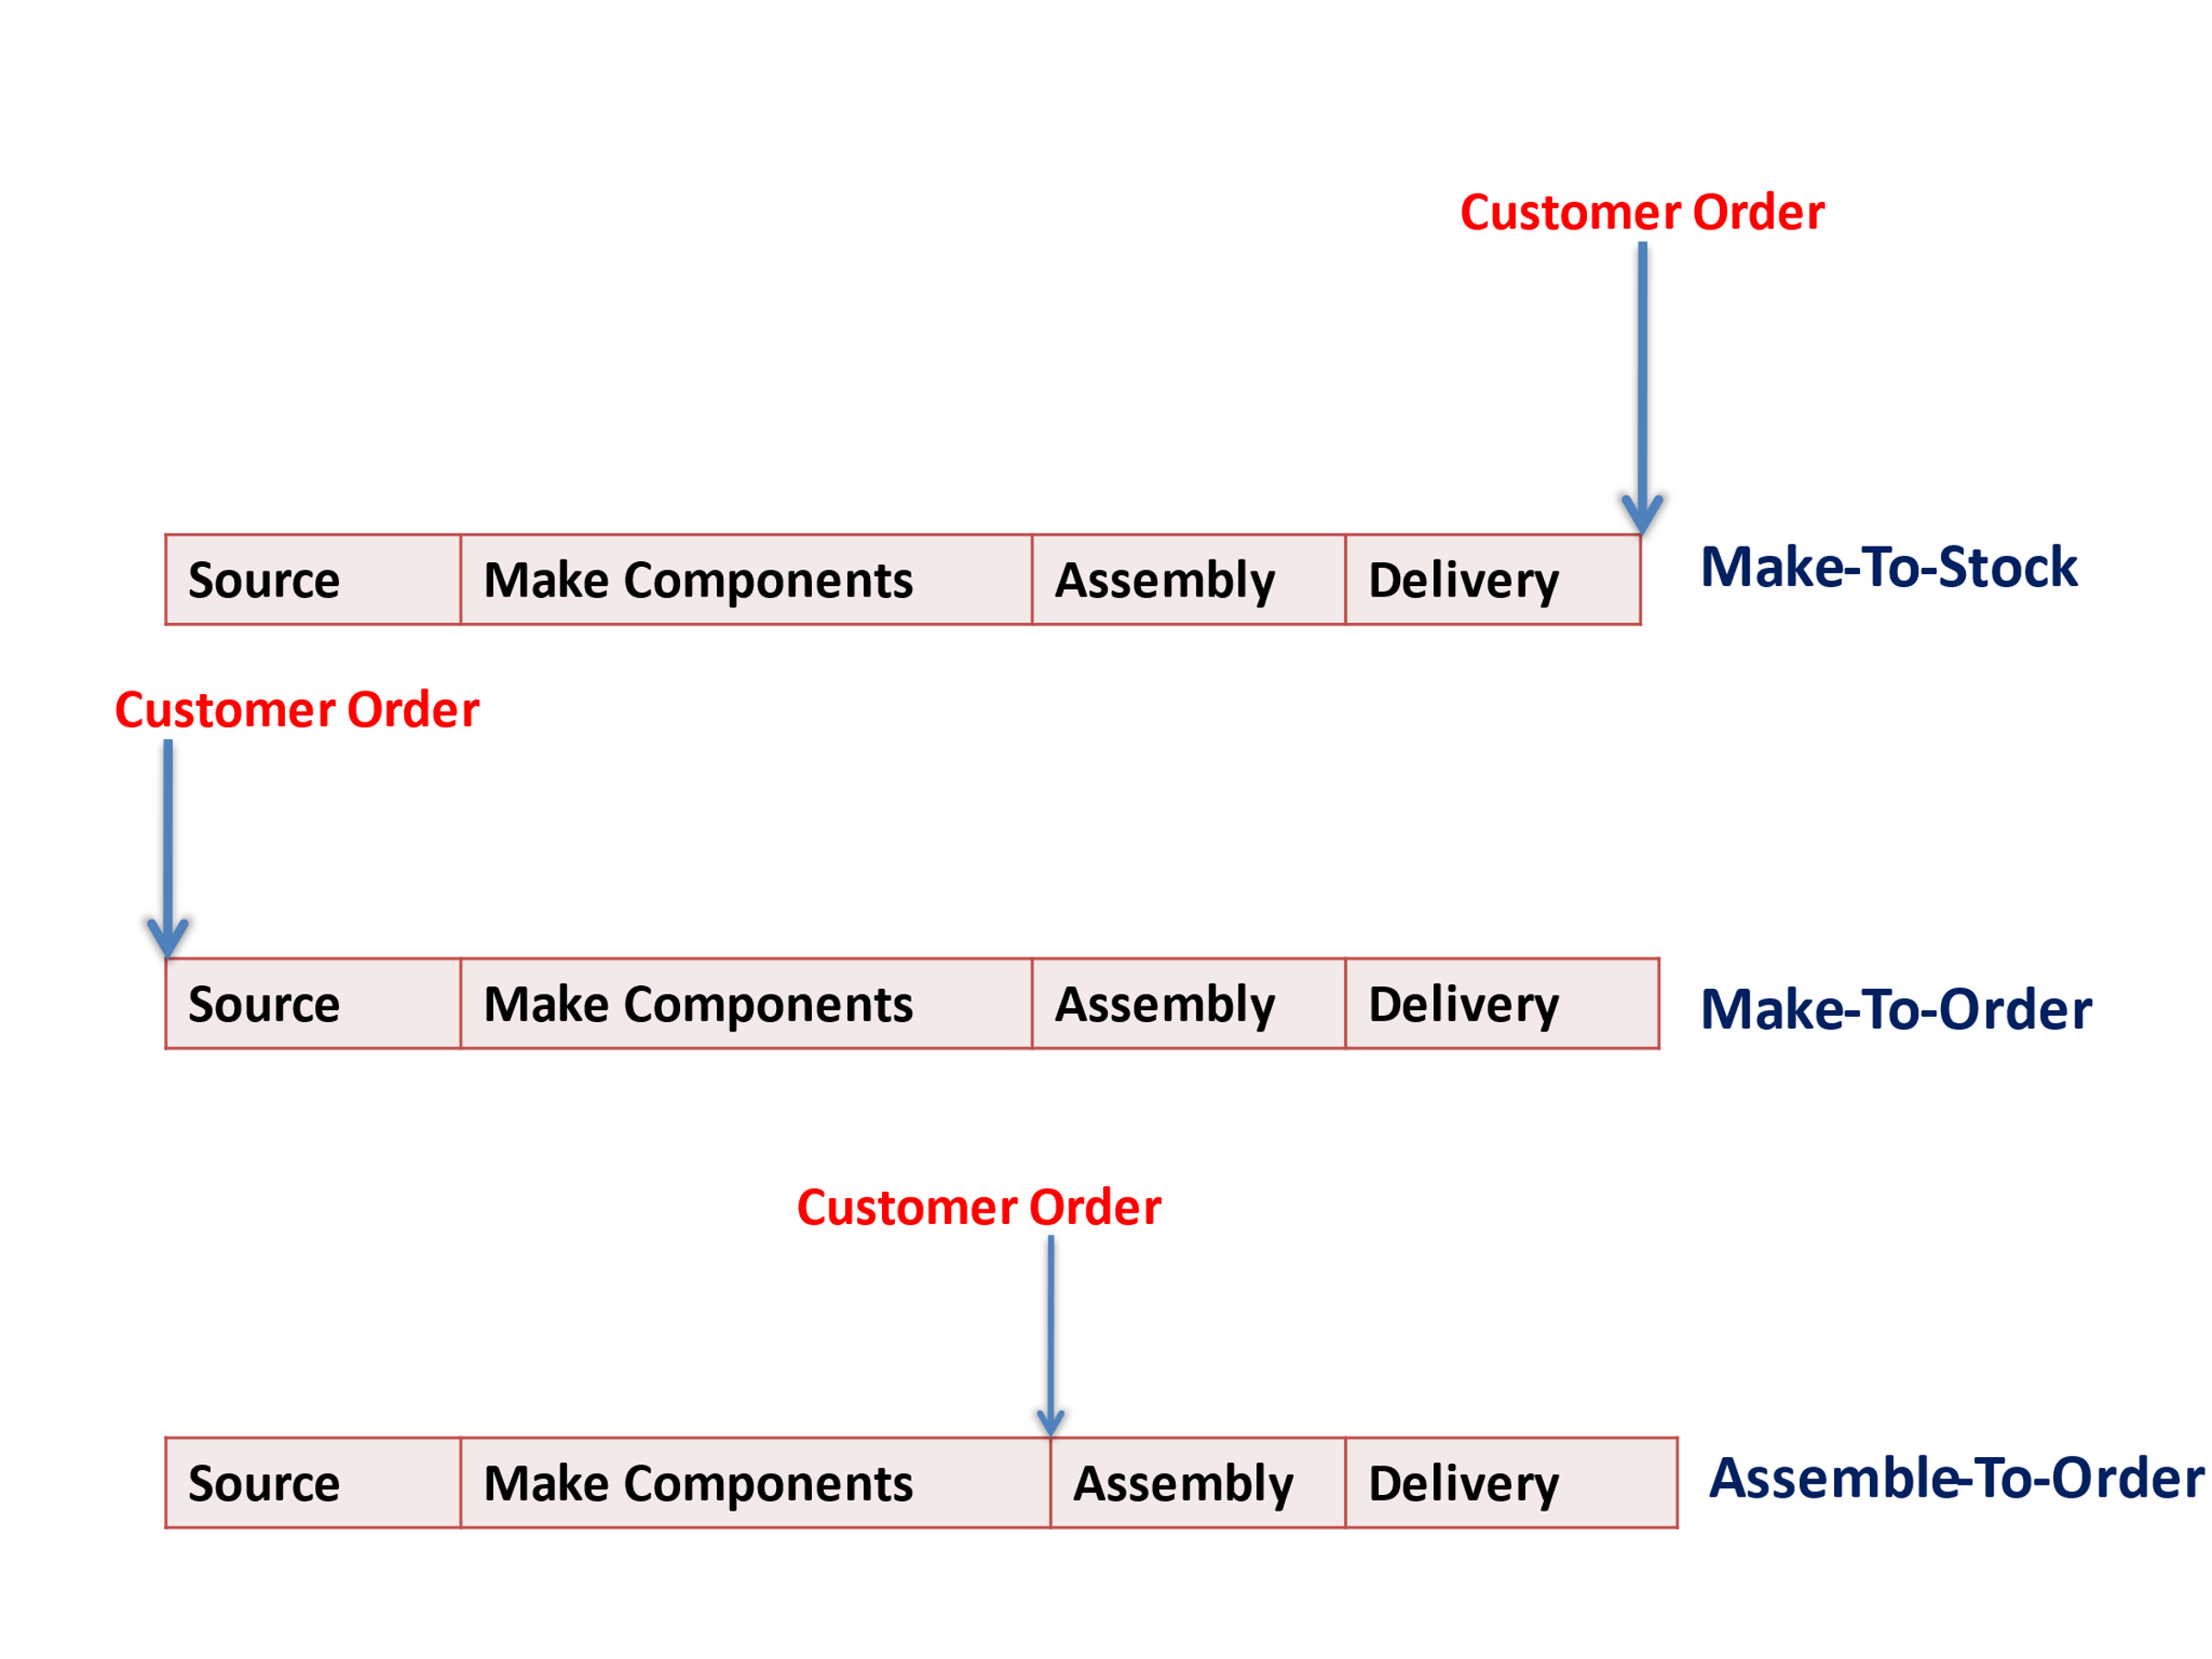 Customer Order
Source Make Components Assembly Delivery Make-To-Stock
Customer Order
Source Make Components Assembly Delivery Make-To-Order
Customer Order
Source Make Components Assembly Delivery Assemble-To-Order